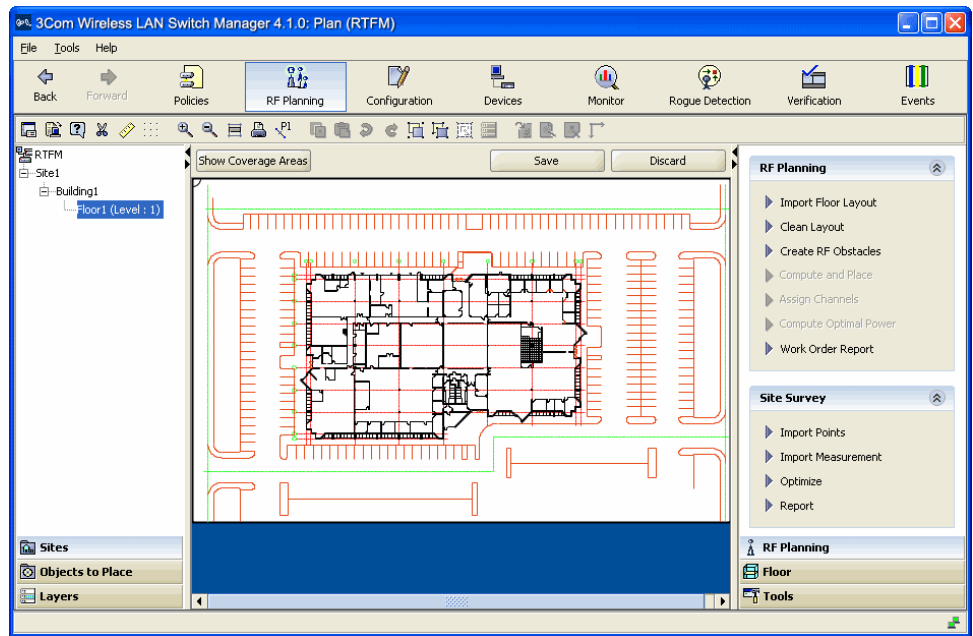 3Com Wireless LAN Switch Manager 4.1.0: Plan (RTFM)
File Tools Help
Back Forward Policies RF Planning Configuration Devices Monitor Rogue Detection Verification Events
RTFM
Site1
Building1
Floor1 (Level : 1)
Sites
Objects to Place
Layers
Show Coverage Areas Save Discard
RF Planning
Import Floor Layout
Clean Layout
Create RF Obstacles
Compute and Place
Assign Channels
Compute Optimal Power
Work Order Report
Site Survey
Import Points
Import Measurement
Optimize
Report
RF Planning
Floor
Tools